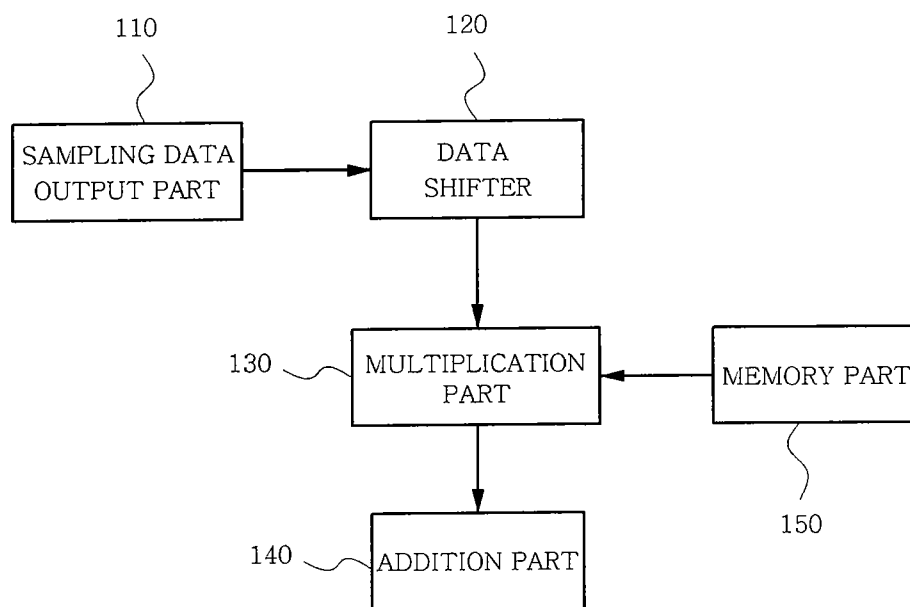 110
120
SAMPLING DATA
OUTPUT PART
DATA
SHIFTER
130
MULTIPLICATION
PART
MEMORY PART
150
140
ADDITION PART